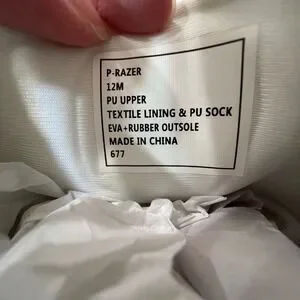 P-RAZER
12M
PU UPPER
TEXTILE LINING & PU SOCK
EVA+RUBBER OUTSOLE
MADE IN CHINA
677